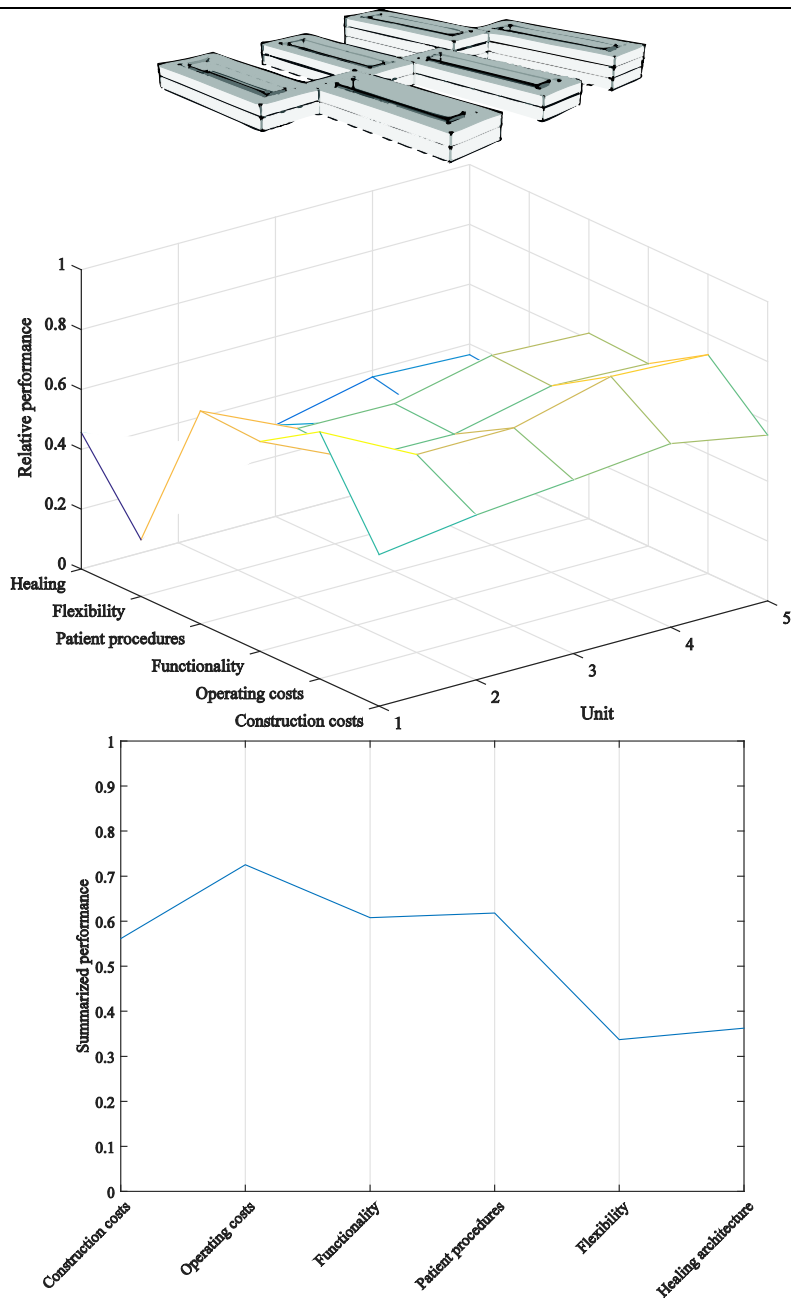 1
0.8
0.6
0.4
0.2
0
Relative performance
Healing
Flexibility
Patient procedures
Functionality
Operating costs
Construction costs
1
2
3
4
5
Unit
1
0.9
0.8
0.7
0.6
0.5
0.4
0.3
0.2
0.1
0
Summarized performance
Construction costs
Operating costs
Functionality
Patient procedures
Flexibility
Healing architecture